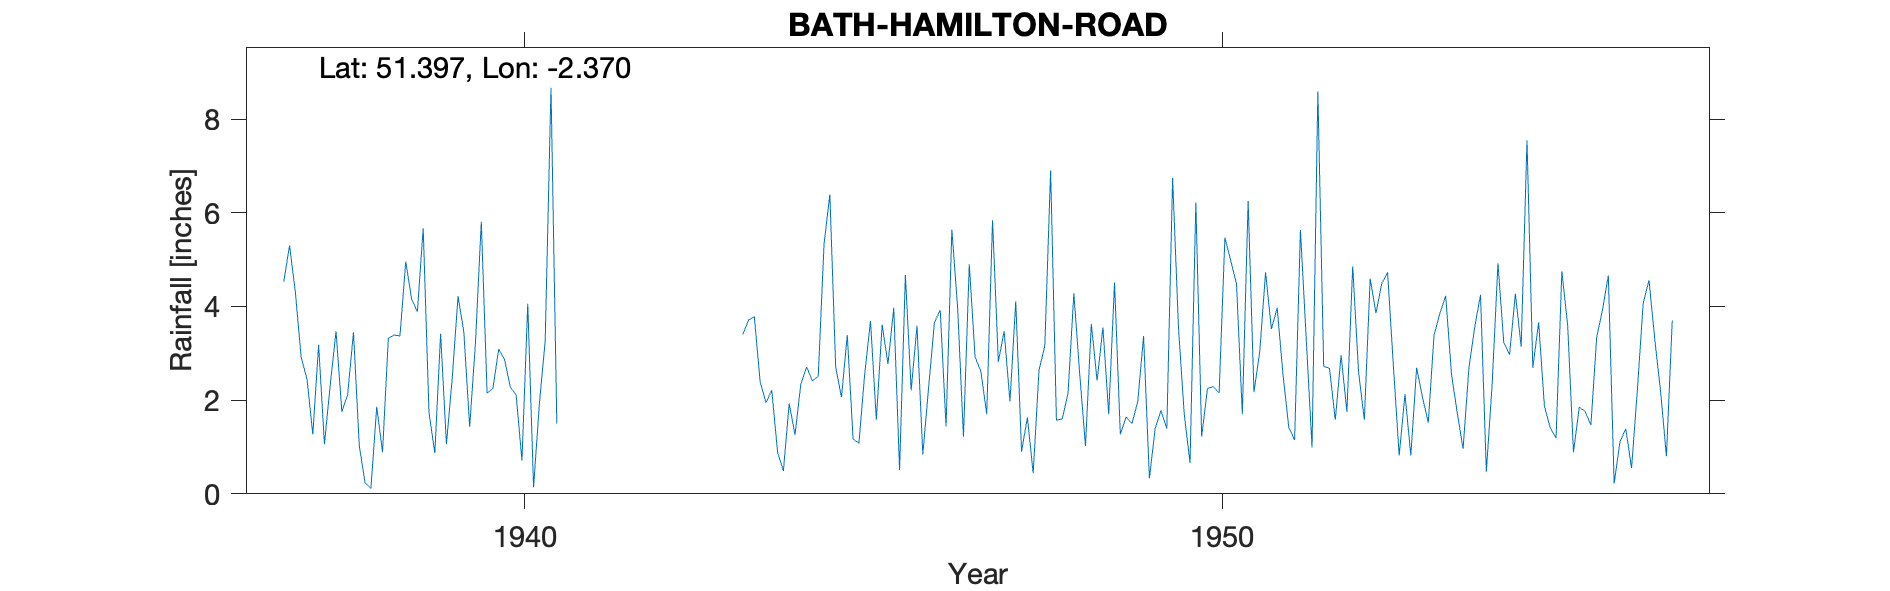 BATH-HAMILTON-ROAD
Lat: 51.397, Lon: -2.370
8
6
4
2
0
Rainfall [inches]
1940
1950
Year